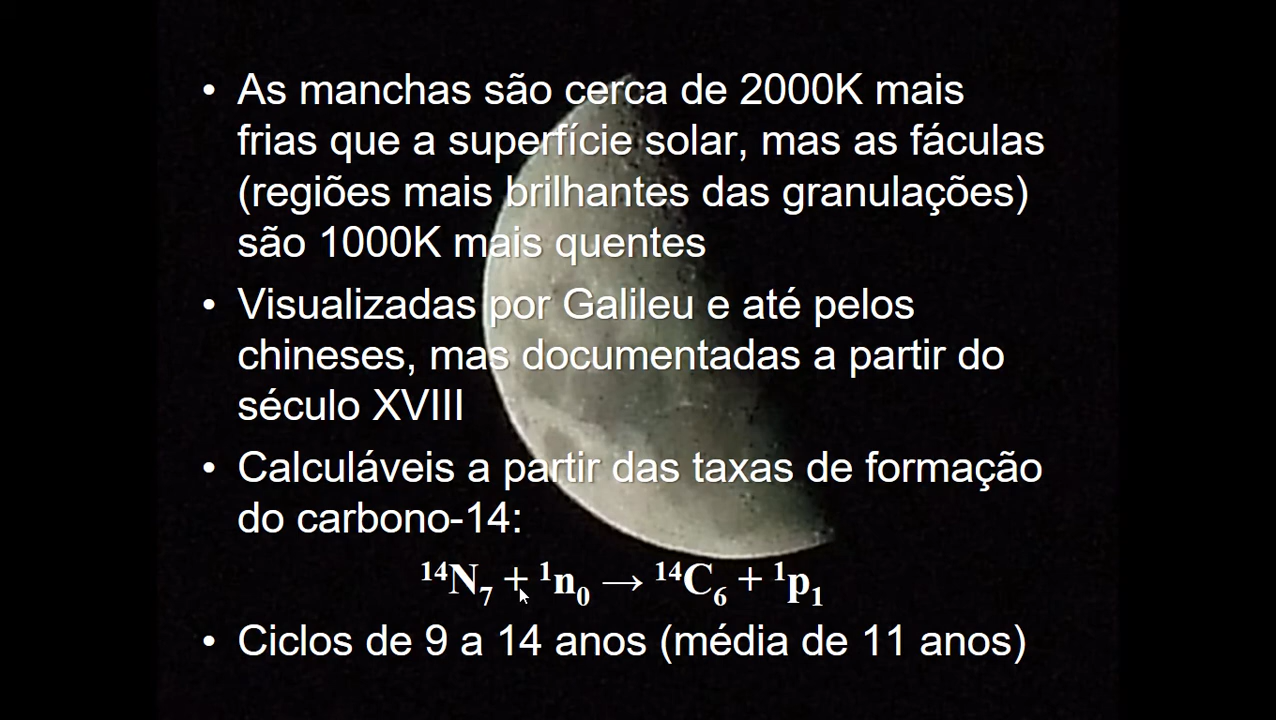 • As manchas são cerca de 2000K mais
frias que a superfície solar, mas as fáculas
(regiões mais brilhantes das granulações)
são 1000K mais quentes
• Visualizadas por Galileu e até pelos
chineses, mas documentadas a partir do
século XVIII
• Calculáveis a partir das taxas de formação
do carbono-14:
¹⁴N₇ + ¹n₀ → ¹⁴C₆ + ¹p₁
• Ciclos de 9 a 14 anos (média de 11 anos)